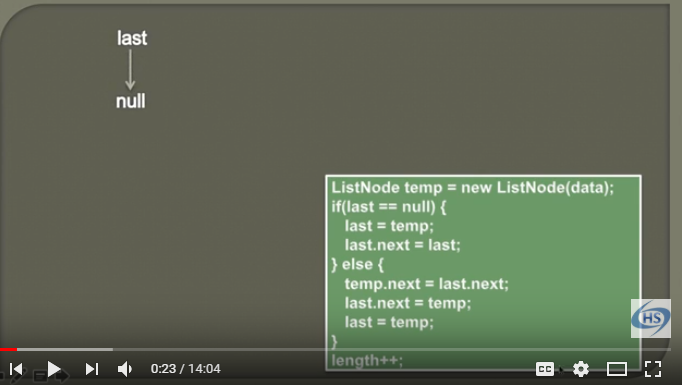 last
null
ListNode temp = new ListNode(data);
if(last == null) {
last = temp;
last.next = last;
} else {
temp.next = last.next;
last.next = temp;
last = temp;
}
length++;
HS
0:23 / 14:04
CC